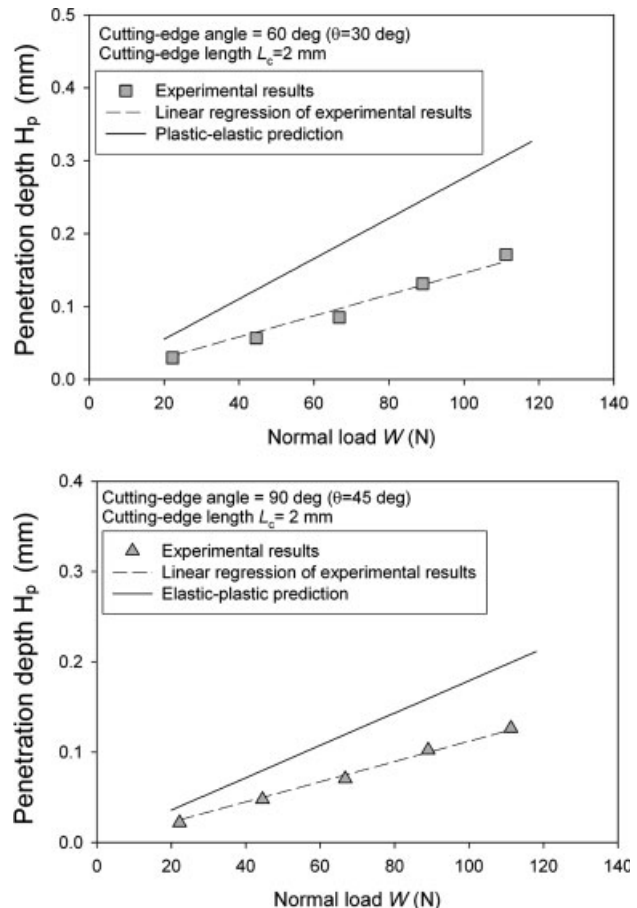 0.5
Cutting-edge angle = 60 deg (θ=30 deg)
Cutting-edge length Lc=2 mm
Experimental results
Linear regression of experimental results
Plastic-elastic prediction
0.4
0.3
0.2
0.1
0.0
Penetration depth Hp (mm)
0 20 40 60 80 100 120 140
Normal load W (N)
0.4
Cutting-edge angle = 90 deg (θ=45 deg)
Cutting-edge length Lc= 2 mm
Experimental results
Linear regression of experimental results
Elastic-plastic prediction
0.3
0.2
0.1
0.0
Penetration depth Hp (mm)
0 20 40 60 80 100 120 140
Normal load W (N)